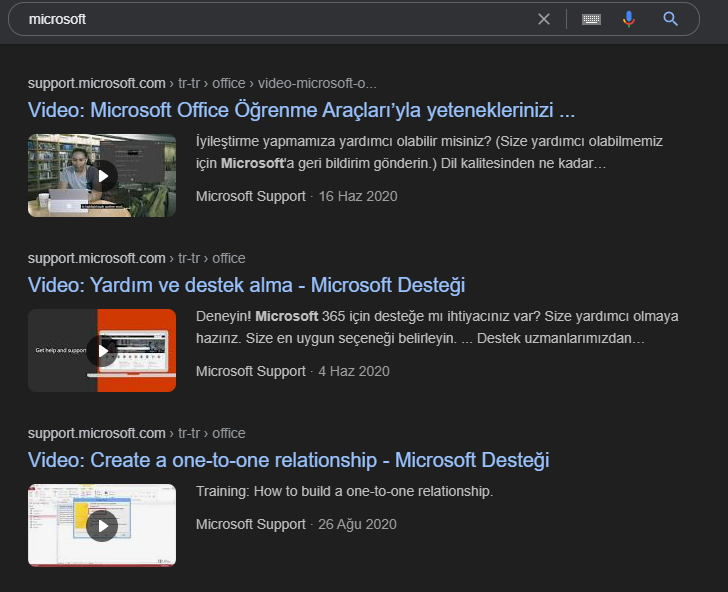 microsoft
support.microsoft.com › tr-tr › office › video-microsoft-o...
Video: Microsoft Office Öğrenme Araçları'yla yeteneklerinizi ...
İyileştirme yapmamıza yardımcı olabilir misiniz? (Size yardımcı olabilmemiz
için Microsoft'a geri bildirim gönderin.) Dil kalitesinden ne kadar...
Microsoft Support · 16 Haz 2020
support.microsoft.com › tr-tr › office
Video: Yardım ve destek alma - Microsoft Desteği
Get help and support
Deneyin! Microsoft 365 için desteğe mı ihtiyacınız var? Size yardımcı olmaya
hazırız. Size en uygun seçeneği belirleyin. ... Destek uzmanlarımızdan...
Microsoft Support · 4 Haz 2020
support.microsoft.com › tr-tr › office
Video: Create a one-to-one relationship - Microsoft Desteği
Training: How to build a one-to-one relationship.
Microsoft Support · 26 Ağu 2020